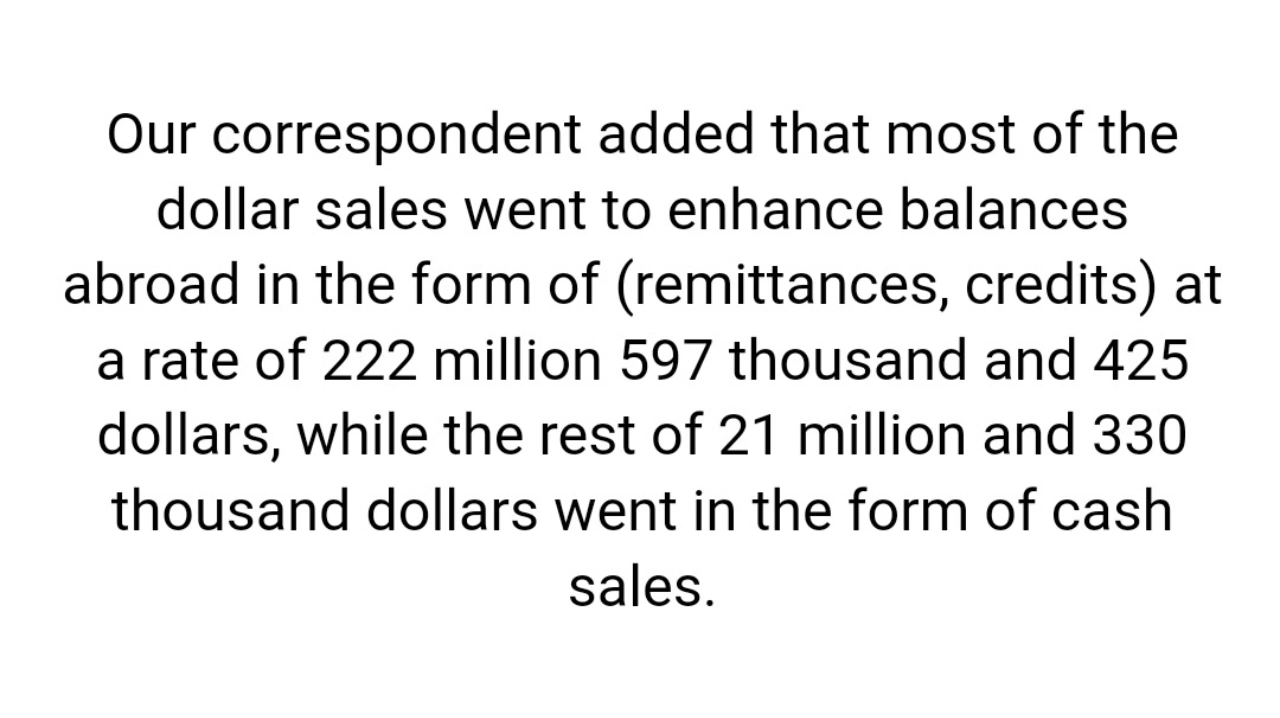 Our correspondent added that most of the
dollar sales went to enhance balances
abroad in the form of (remittances, credits) at
a rate of 222 million 597 thousand and 425
dollars, while the rest of 21 million and 330
thousand dollars went in the form of cash
sales.